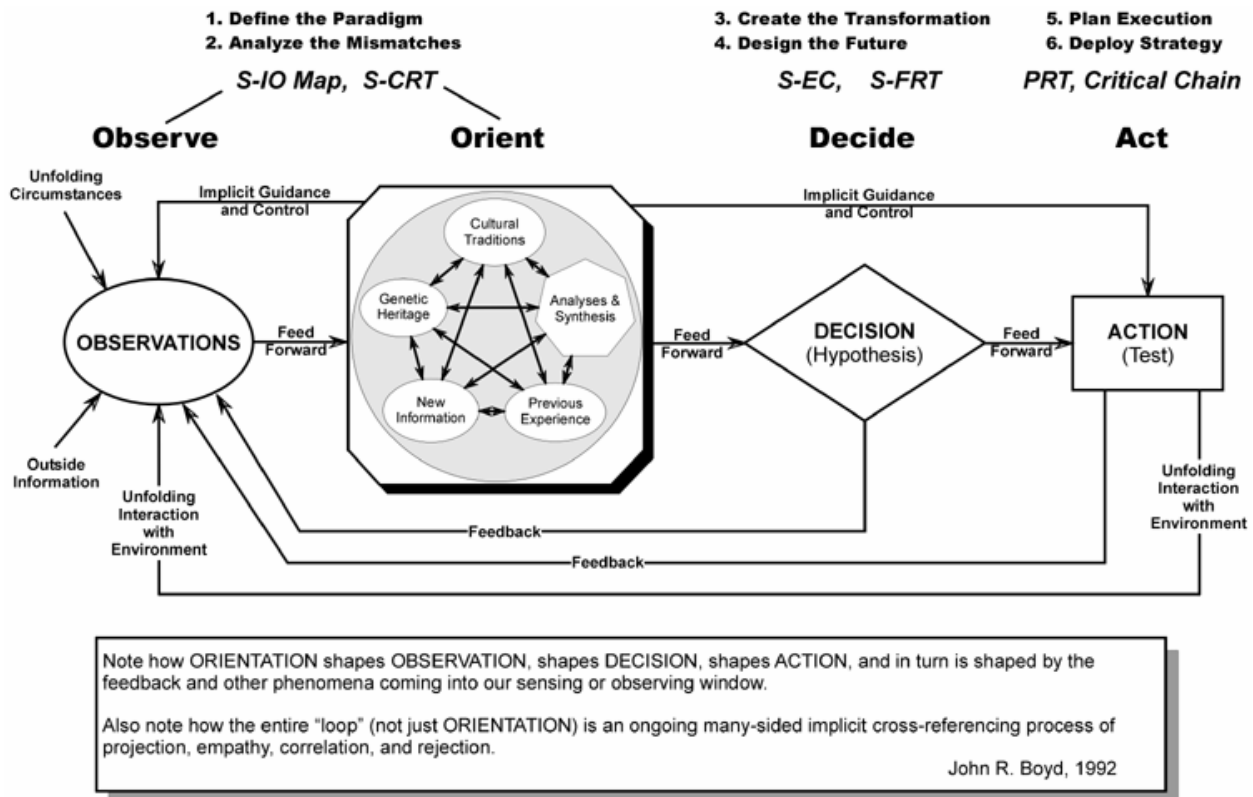 1. Define the Paradigm
2. Analyze the Mismatches
3. Create the Transformation
4. Design the Future
5. Plan Execution
6. Deploy Strategy
S-IO Map, S-CRT
S-EC, S-FRT
PRT, Critical Chain
Observe
Orient
Decide
Act
Unfolding
Circumstances
Implicit Guidance
and Control
Implicit Guidance
and Control
Cultural
Traditions
Genetic
Heritage
Analyses &
Synthesis
New
Information
Previous
Experience
OBSERVATIONS
Feed
Forward
Feed
Forward
DECISION
(Hypothesis)
Feed
Forward
ACTION
(Test)
Outside
Information
Unfolding
Interaction
with
Environment
Unfolding
Interaction
with
Environment
Feedback
Feedback
Note how ORIENTATION shapes OBSERVATION, shapes DECISION, shapes ACTION, and in turn is shaped by the
feedback and other phenomena coming into our sensing or observing window.
Also note how the entire “loop” (not just ORIENTATION) is an ongoing many-sided implicit cross-referencing process of
projection, empathy, correlation, and rejection.
John R. Boyd, 1992